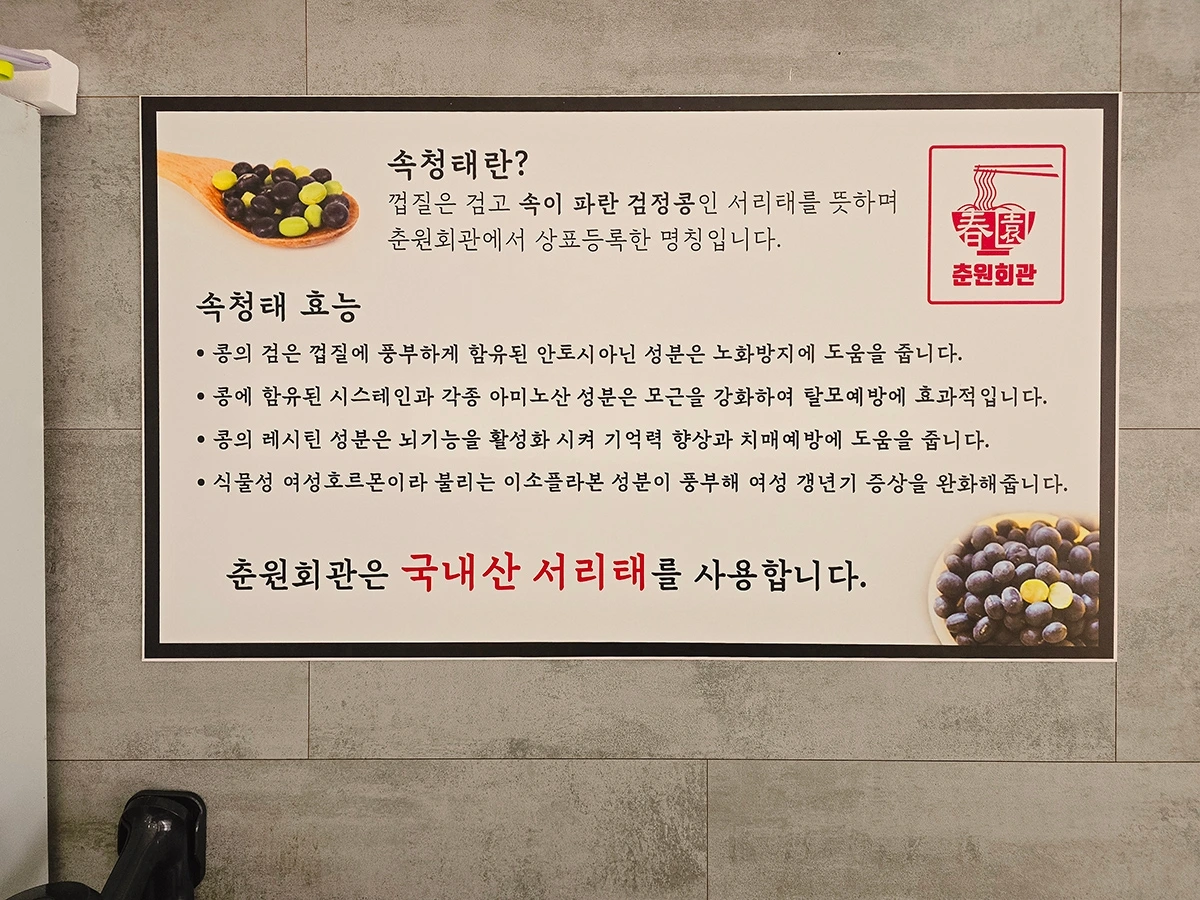 속청태란?
껍질은 검고 속이 파란 검정콩인 서리태를 뜻하며
춘원회관에서 상표등록한 명칭입니다.
春園
춘원회관
속청태 효능
• 콩의 검은 껍질에 풍부하게 함유된 안토시아닌 성분은 노화방지에 도움을 줍니다.
• 콩에 함유된 시스테인과 각종 아미노산 성분은 모근을 강화하여 탈모예방에 효과적입니다.
• 콩의 레시틴 성분은 뇌기능을 활성화 시켜 기억력 향상과 치매예방에 도움을 줍니다.
• 식물성 여성호르몬이라 불리는 이소플라본 성분이 풍부해 여성 갱년기 증상을 완화해줍니다.
춘원회관은 국내산 서리태를 사용합니다.